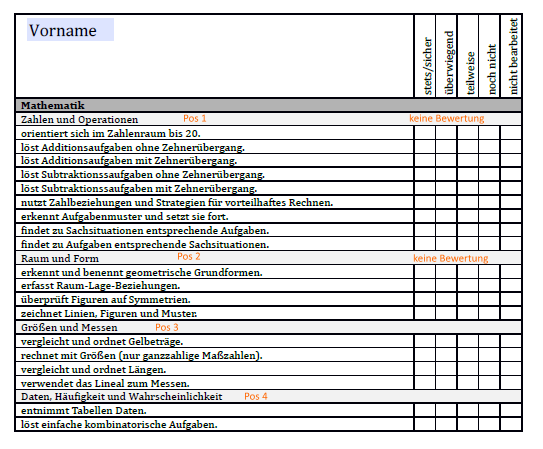 Vorname
stets/sicher
überwiegend
teilweise
noch nicht
nicht bearbeitet
Mathematik
Zahlen und Operationen Pos 1 keine Bewertung
orientiert sich im Zahlenraum bis 20.
löst Additionsaufgaben ohne Zehnerübergang.
löst Additionsaufgaben mit Zehnerübergang.
löst Subtraktionssaufgaben ohne Zehnerübergang.
löst Subtraktionssaufgaben mit Zehnerübergang.
nutzt Zahlbeziehungen und Strategien für vorteilhaftes Rechnen.
erkennt Aufgabenmuster und setzt sie fort.
findet zu Sachsituationen entsprechende Aufgaben.
findet zu Aufgaben entsprechende Sachsituationen.
Raum und Form Pos 2 keine Bewertung
erkennt und benennt geometrische Grundformen.
erfasst Raum-Lage-Beziehungen.
überprüft Figuren auf Symmetrien.
zeichnet Linien, Figuren und Muster.
Größen und Messen Pos 3
vergleicht und ordnet Gelbeträge.
rechnet mit Größen (nur ganzzahlige Maßzahlen).
vergleicht und ordnet Längen.
verwendet das Lineal zum Messen.
Daten, Häufigkeit und Wahrscheinlichkeit Pos 4
entnimmt Tabellen Daten.
löst einfache kombinatorische Aufgaben.